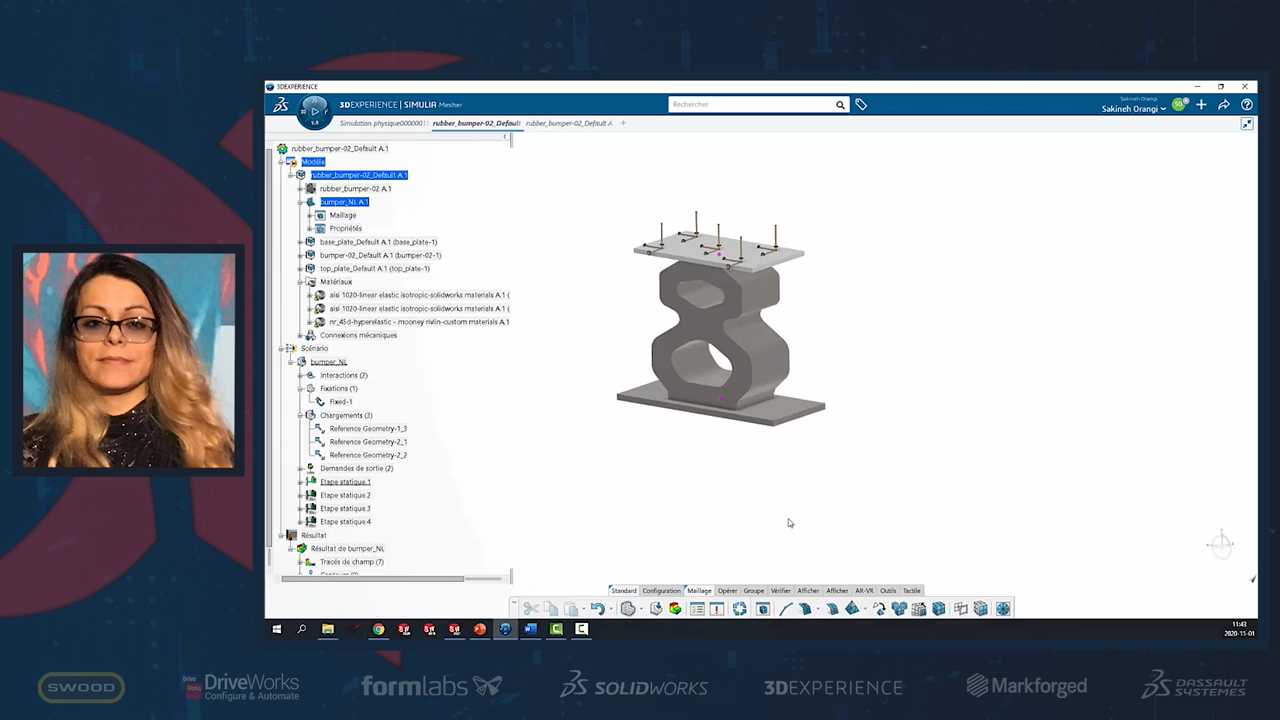 3DEXPERIENCE
3DEXPERIENCE | SIMULIA Mesher
Rechercher
Sakineh Orangi
Sakineh Orangi
Simulation physique0000001
rubber_bumper-02_Defaul
rubber_bumper-02_Default A
rubber_bumper-02_Default A.1
Modèle
rubber_bumper-02_Default A.1
rubber_bumper-02 A.1
bumper_NL A.1
Maillage
Propriétés
base_plate_Default A.1 (base_plate-1)
bumper-02_Default A.1 (bumper-02-1)
top_plate_Default A.1 (top_plate-1)
Matériaux
aisi 1020-linear elastic isotropic-solidworks materials A.1 (
aisi 1020-linear elastic isotropic-solidworks materials A.1 (
nr_45d-hyperelastic - mooney rivlin-custom materials A.1
Connexions mécaniques
Scénario
bumper_NL
Interactions (2)
Fixations (1)
Fixed-1
Chargements (3)
Reference Geometry-1_3
Reference Geometry-2_1
Reference Geometry-2_2
Demandes de sortie (2)
Etape statique.1
Etape statique.2
Etape statique.3
Etape statique.4
Résultat
Résultat de bumper_NL
Tracés de champ (7)
Standard Configuration Maillage Opérer Groupe Vérifier Afficher Afficher AR-VR Outils Tactile
11:43
2020-11-01
SWOOD
DriveWorks
Configure & Automate
formlabs
SOLIDWORKS
3DEXPERIENCE
Markforged
DASSAULT SYSTEMES